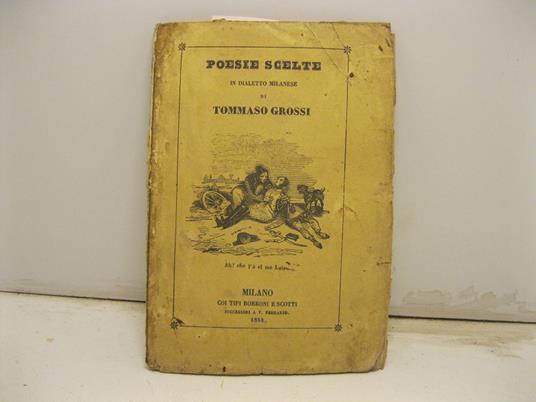 POESIE SCELTE
IN DIALETTO MILANESE
DI
TOMMASO GROSSI
Ah! che l'è el me
MILANO
COI TIPI BORRONI E SCOTTI
SUCCESSORI A V. FERRARIO.